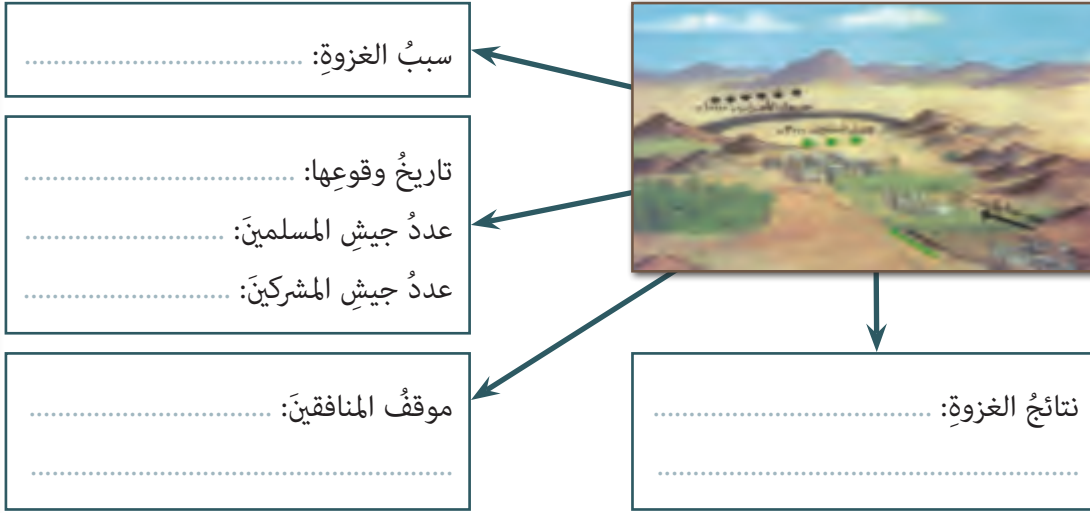 سببُ الغزوةِ: ......................................
تاريخُ وقوعِها: .....................................
عددُ جيشِ المسلمينَ: ...........................
عددُ جيشِ المشركينَ: ............................
موقفُ المنافقينَ: .................................
..........................................................
نتائجُ الغزوةِ: ......................................
..........................................................